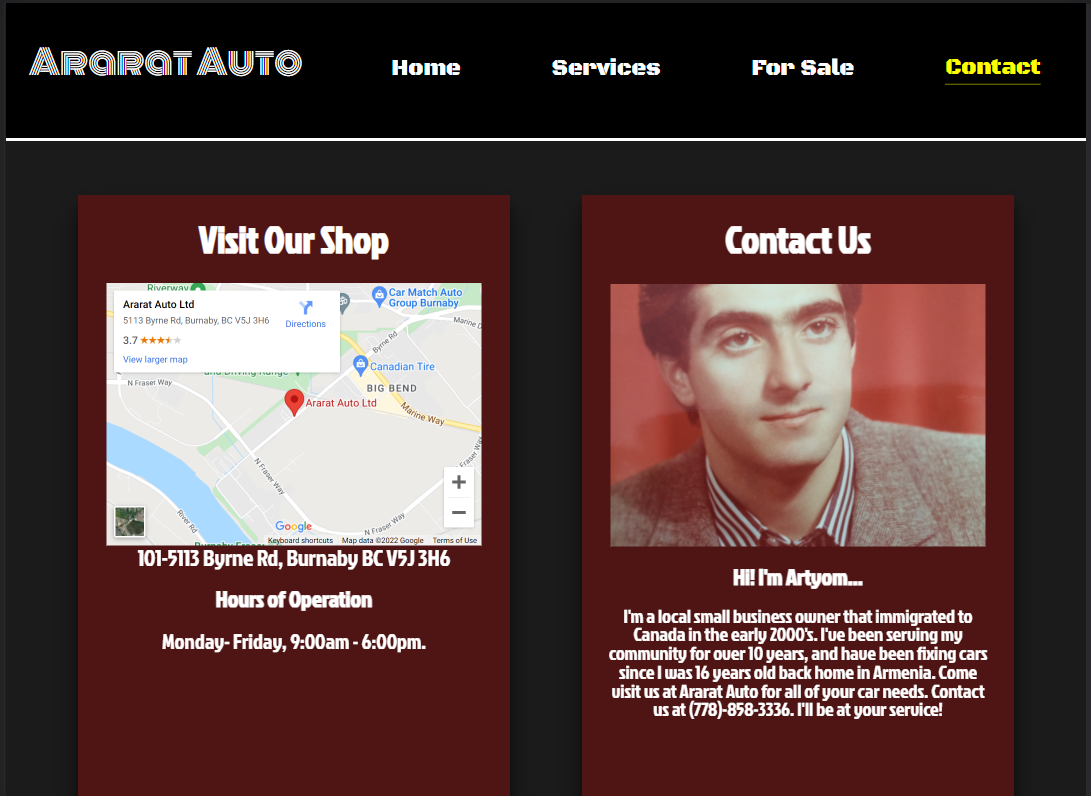 Ararat Auto
Home
Services
For Sale
Contact
Visit Our Shop
Riverway
Ararat Auto Ltd
5113 Byrne Rd, Burnaby, BC V5J 3H6
Directions
3.7
View larger map
Car Match Auto
Group Burnaby
Marine D
Byrne Rd
and Driving Range
Canadian Tire
N Fraser Way
BIG BEND
Ararat Auto Ltd
Marine Way
N Fraser Way
N Fraser Way
River Rd
N Fraser Way
Google
Keyboard shortcuts
Map data ©2022 Google
Terms of Use
101-5113 Byrne Rd, Burnaby BC V5J 3H6
Hours of Operation
Monday- Friday, 9:00am - 6:00pm.
Contact Us
HI! I'm Artyom...
I'm a local small business owner that immigrated to
Canada in the early 2000's. I've been serving my
community for over 10 years, and have been fixing cars
since I was 16 years old back home in Armenia. Come
visit us at Ararat Auto for all of your car needs. Contact
us at (778)-858-3336. I'll be at your service!